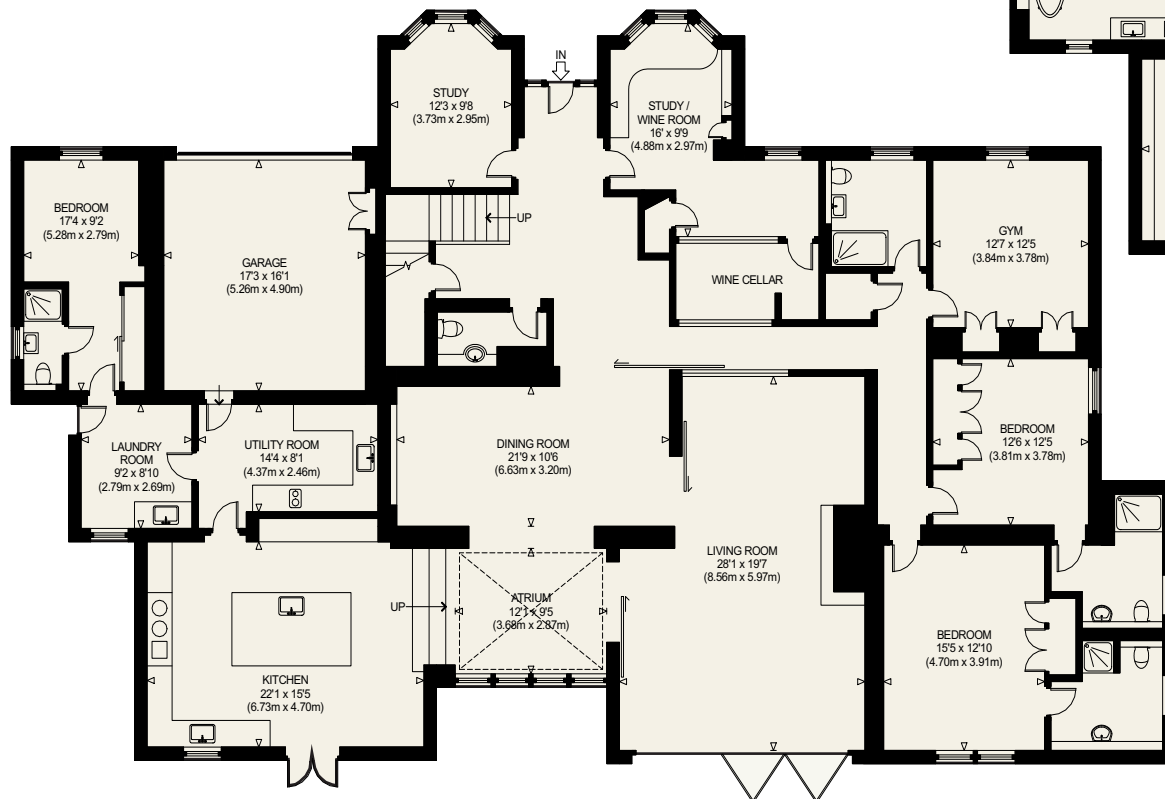 IN
STUDY
12'3 x 9'8
(3.73m x 2.95m)
STUDY /
WINE ROOM
16' x 9'9
(4.88m x 2.97m)
BEDROOM
17'4 x 9'2
(5.28m x 2.79m)
UP
GARAGE
17'3 x 16'1
(5.26m x 4.90m)
GYM
12'7 x 12'5
(3.84m x 3.78m)
WINE CELLAR
LAUNDRY
ROOM
9'2 x 8'10
(2.79m x 2.69m)
UTILITY ROOM
14'4 x 8'1
(4.37m x 2.46m)
DINING ROOM
21'9 x 10'6
(6.63m x 3.20m)
BEDROOM
12'6 x 12'5
(3.81m x 3.78m)
LIVING ROOM
28'1 x 19'7
(8.56m x 5.97m)
UP
ATRIUM
12'1 x 9'5
(3.68m x 2.87m)
BEDROOM
15'5 x 12'10
(4.70m x 3.91m)
KITCHEN
22'1 x 15'5
(6.73m x 4.70m)